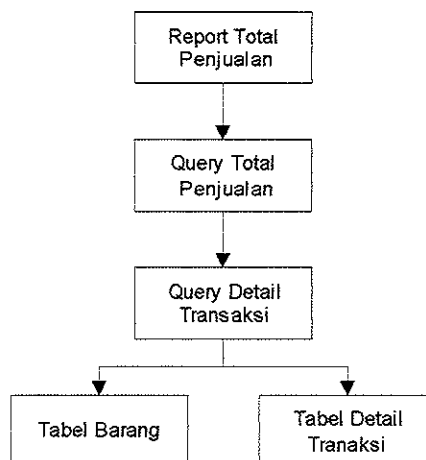 Report Total
Penjualan
Query Total
Penjualan
Query Detail
Transaksi
Tabel Barang
Tabel Detail
Tranaksi